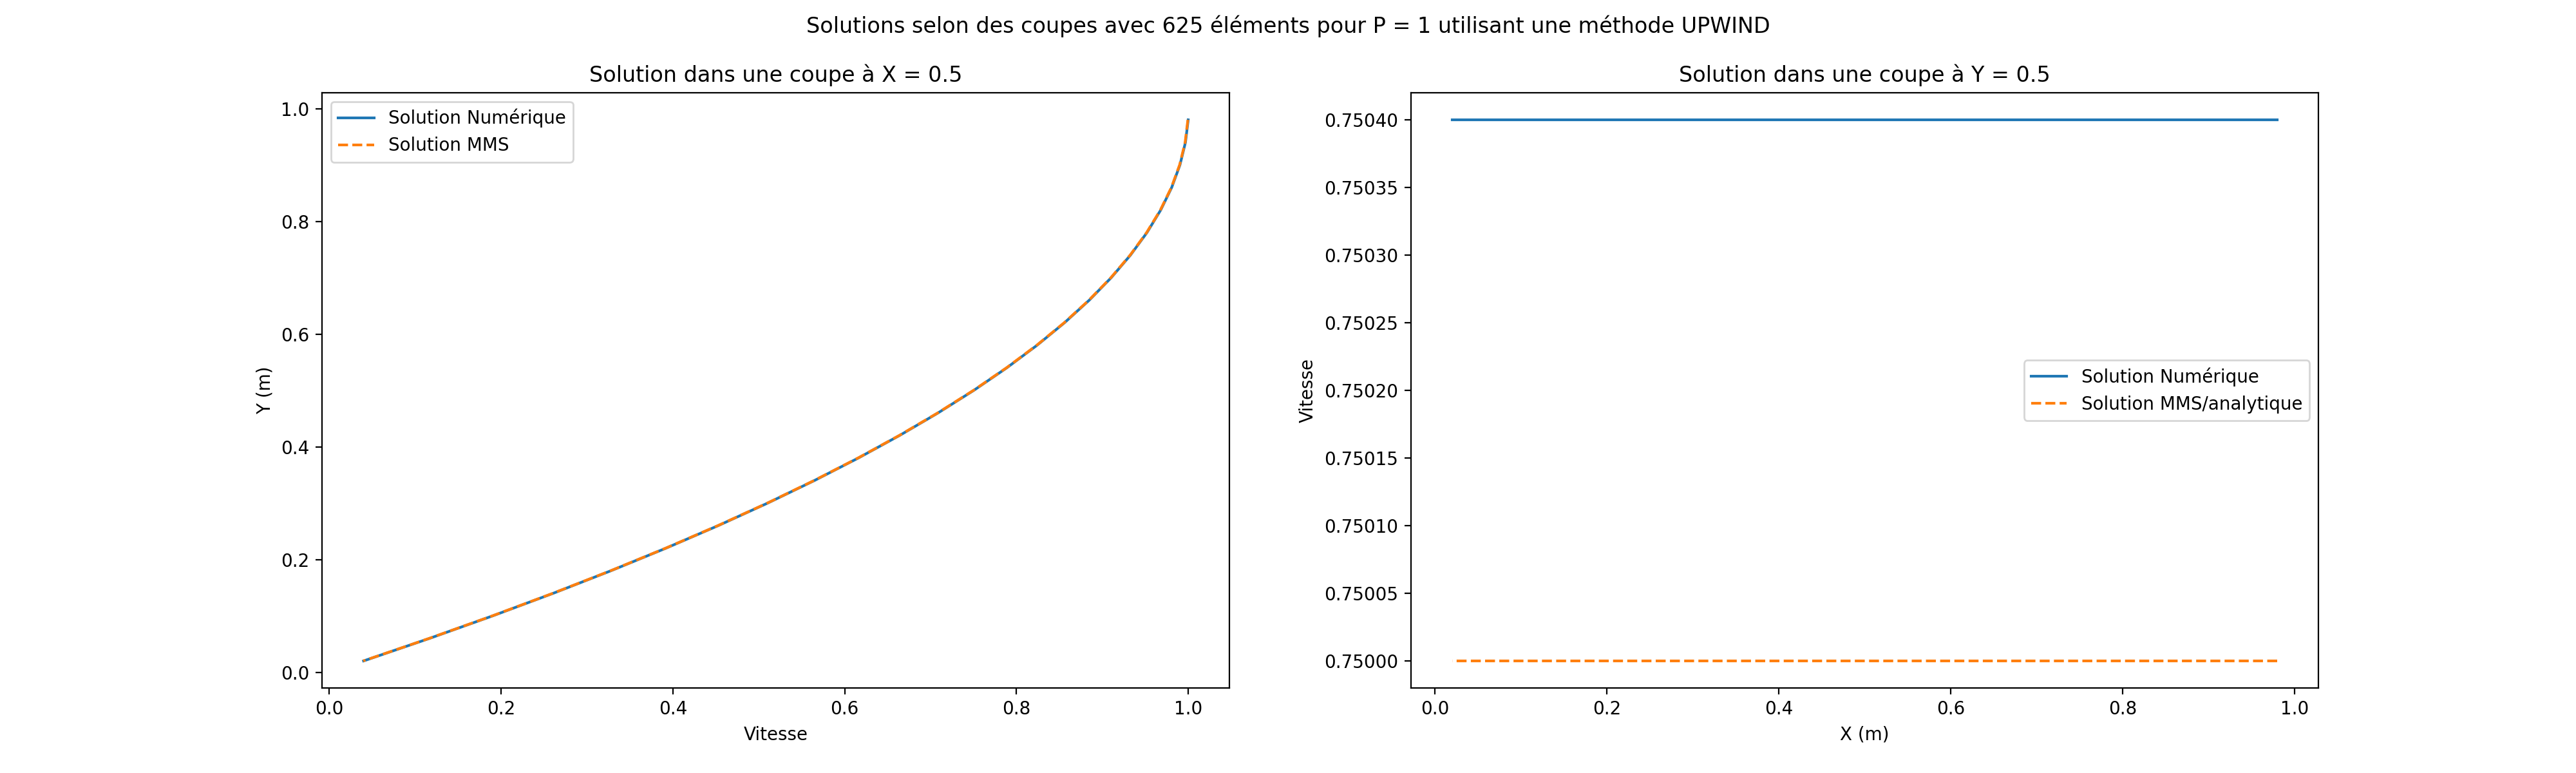 Solutions selon des coupes avec 625 éléments pour P = 1 utilisant une méthode UPWIND
Solution dans une coupe à X = 0.5
1.0
0.8
0.6
0.4
0.2
0.0
Y (m)
Solution Numérique
Solution MMS
0.0 0.2 0.4 0.6 0.8 1.0
Vitesse
Solution dans une coupe à Y = 0.5
0.75040
0.75035
0.75030
0.75025
0.75020
0.75015
0.75010
0.75005
0.75000
Vitesse
Solution Numérique
Solution MMS/analytique
0.0 0.2 0.4 0.6 0.8 1.0
X (m)